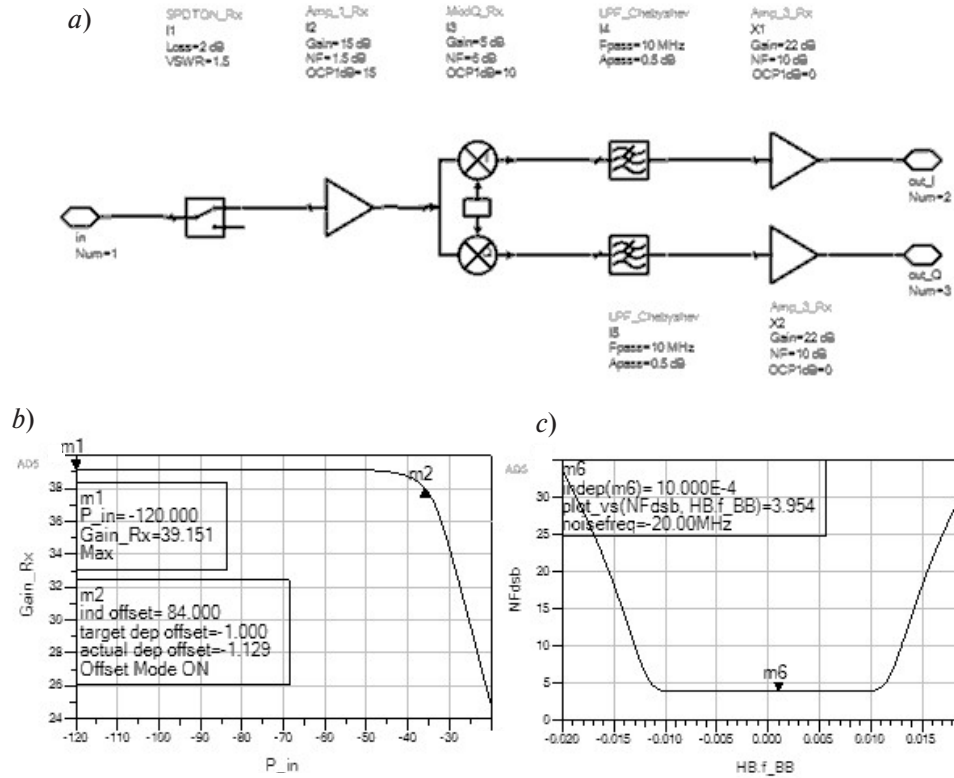 a)
SPDTON_Rx
I1
Loss=2 dB
VSWR=1.5
Amp_1_Rx
I2
Gain=15 dB
NF=1.5 dB
OCP1dB=15
MixIQ_Rx
I3
Gain=5 dB
NF=6 dB
OCP1dB=10
LPF_Chebyshev
I4
Fpass=10 MHz
Apass=0.5 dB
Amp_3_Rx
X1
Gain=22 dB
NF=10 dB
OCP1dB=0
I
Q
in
Num=1
out_I
Num=2
out_Q
Num=3
LPF_Chebyshev
I5
Fpass=10 MHz
Apass=0.5 dB
Amp_3_Rx
X2
Gain=22 dB
NF=10 dB
OCP1dB=0
b)
ADS
m1
m2
m1
P_in=-120.000
Gain_Rx=39.151
Max
m2
ind offset= 84.000
target dep offset=-1.000
actual dep offset=-1.129
Offset Mode ON
Gain_Rx
38
36
34
32
30
28
26
24
-120 -110 -100 -90 -80 -70 -60 -50 -40 -30
P_in
c)
ADS
m6
indep(m6)= 10.000E-4
plot_vs(NFdsb, HB.f_BB)=3.954
noisefreq=-20.00MHz
m6
NFdsb
30
25
20
15
10
5
0
-0.020 -0.015 -0.010 -0.005 0.000 0.005 0.010 0.015
HB.f_BB